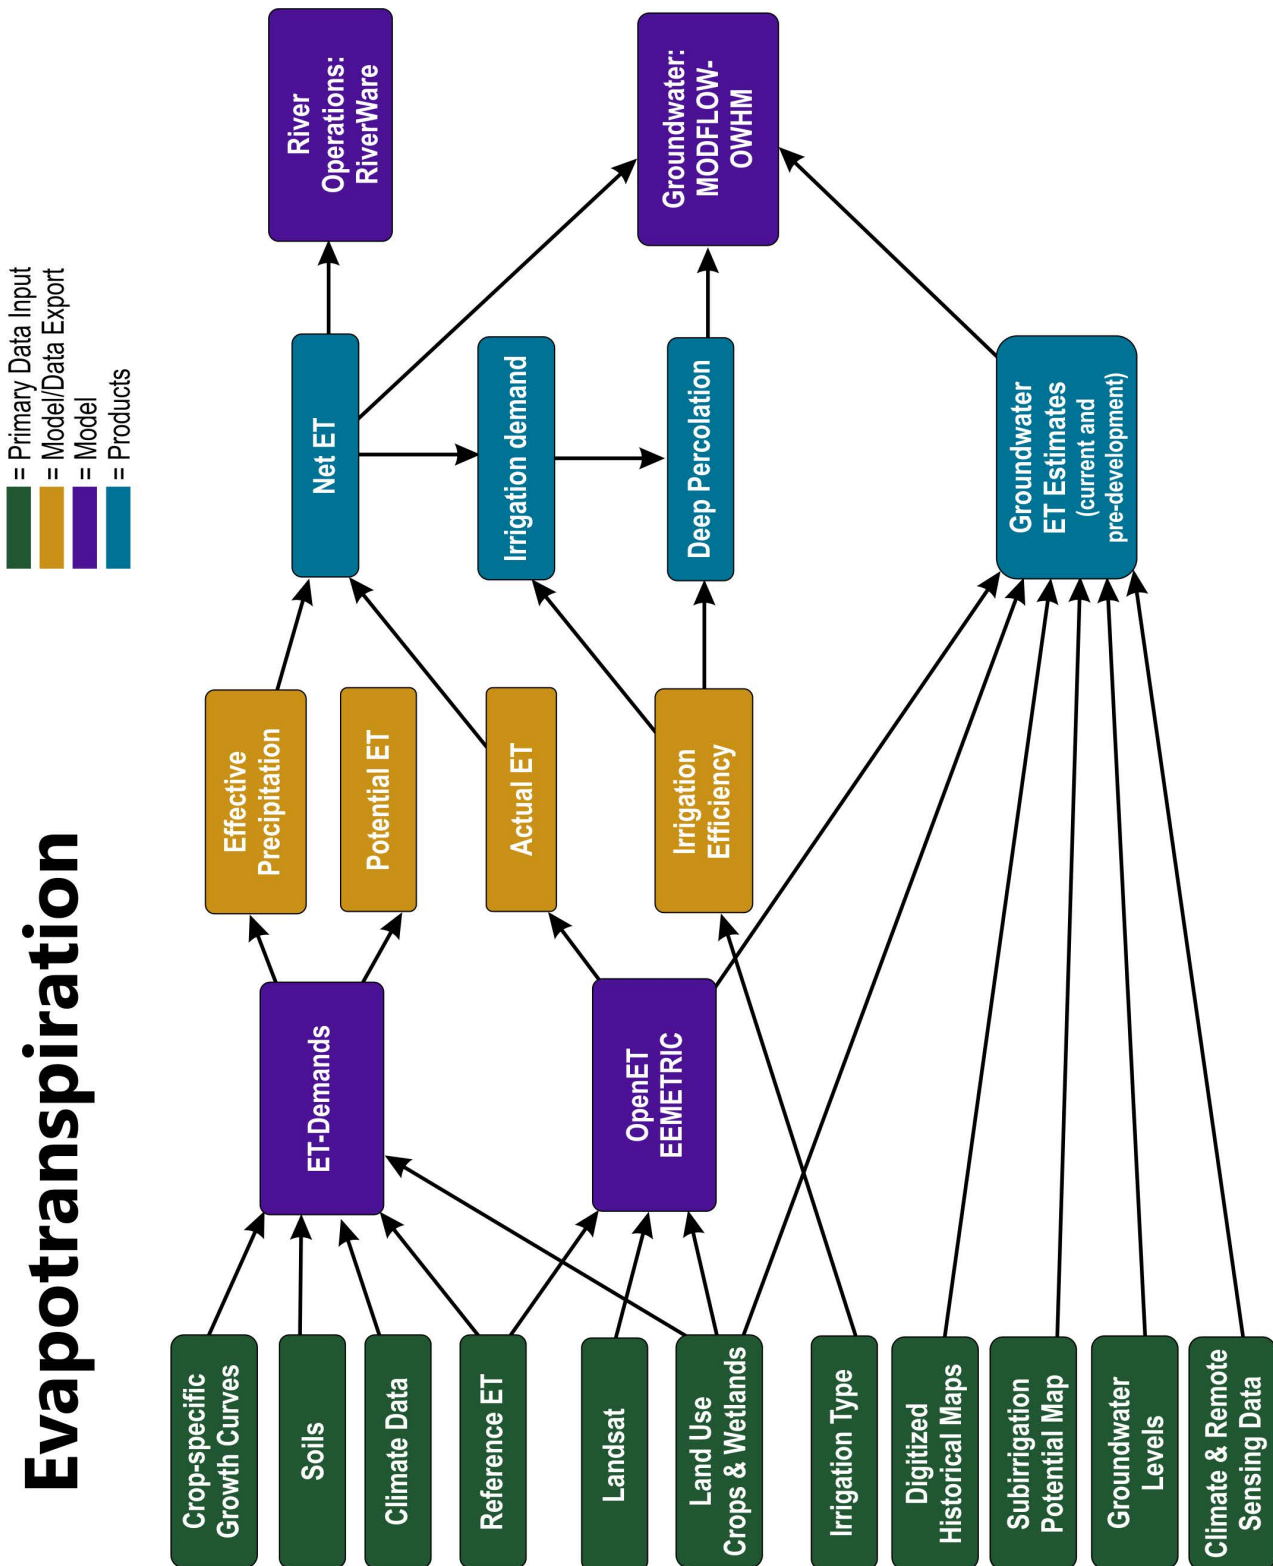 Evapotranspiration
= Primary Data Input
= Model/Data Export
= Model
= Products
Crop-specific
Growth Curves
Soils
Climate Data
Reference ET
Landsat
Land Use
Crops & Wetlands
Irrigation Type
Digitized
Historical Maps
Subirrigation
Potential Map
Groundwater
Levels
Climate & Remote
Sensing Data
ET-Demands
OpenET
EEMETRIC
Effective
Precipitation
Potential ET
Actual ET
Irrigation
Efficiency
Net ET
Irrigation demand
Deep Percolation
Groundwater
ET Estimates
(current and
pre-development)
River
Operations:
RiverWare
Groundwater:
MODFLOW-
OWHM